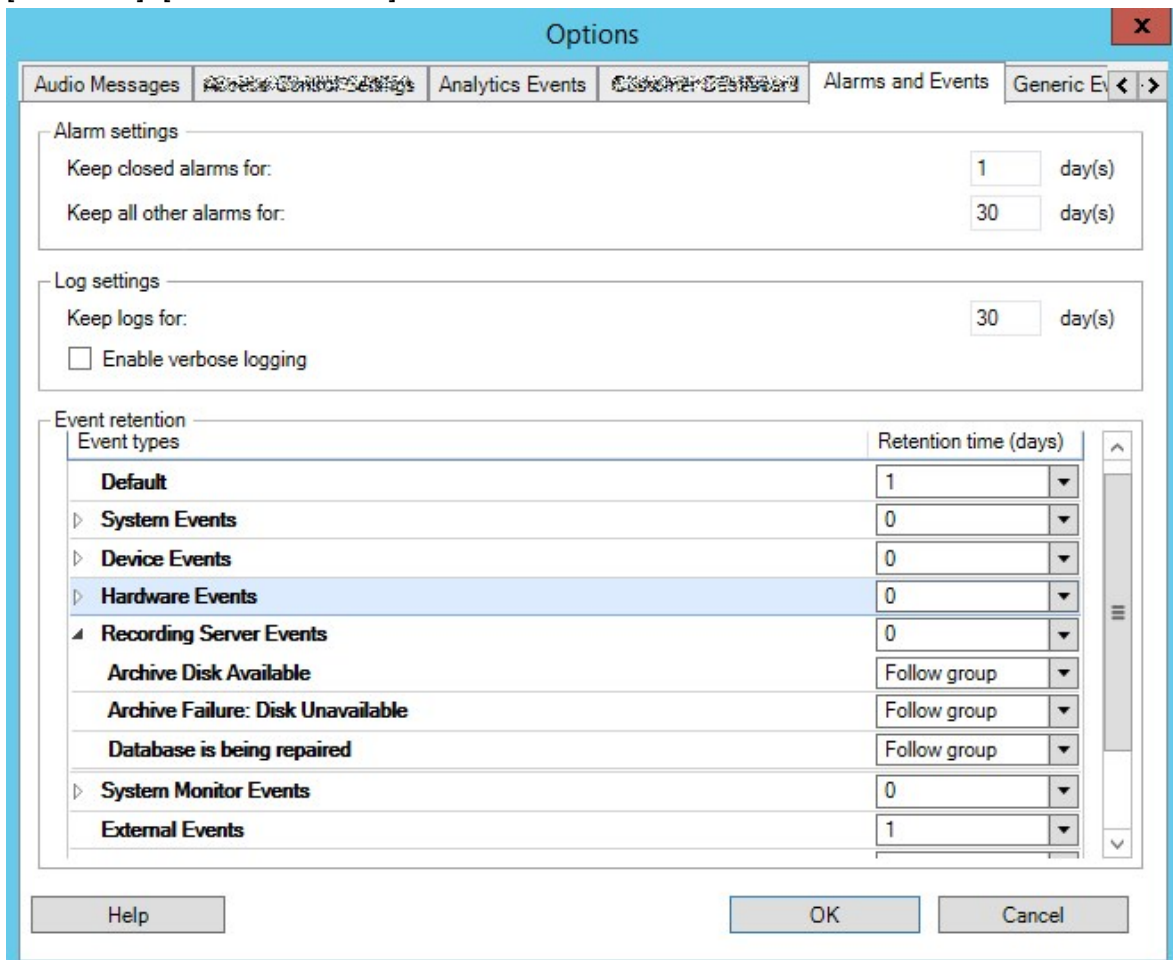 Options
x
Audio Messages Analytics Events Alarms and Events Generic Ev
Alarm settings
Keep closed alarms for: 1 day(s)
Keep all other alarms for: 30 day(s)
Log settings
Keep logs for: 30 day(s)
Enable verbose logging
Event retention
Event types Retention time (days)
Default 1
System Events 0
Device Events 0
Hardware Events 0
Recording Server Events 0
Archive Disk Available Follow group
Archive Failure: Disk Unavailable Follow group
Database is being repaired Follow group
System Monitor Events 0
External Events 1
Help OK Cancel